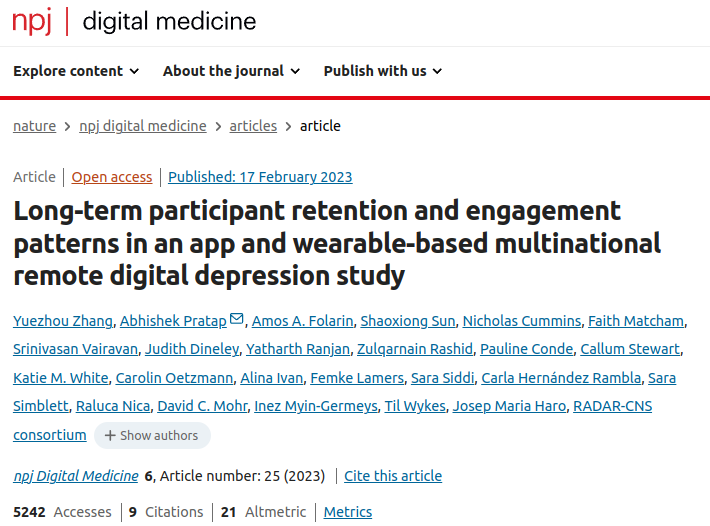 npj | digital medicine
Explore content About the journal Publish with us
nature > npj digital medicine > articles > article
Article | Open access | Published: 17 February 2023
Long-term participant retention and engagement
patterns in an app and wearable-based multinational
remote digital depression study
Yuezhou Zhang, Abhishek Pratap, Amos A. Folarin, Shaoxiong Sun, Nicholas Cummins, Faith Matcham,
Srinivasan Vairavan, Judith Dineley, Yatharth Ranjan, Zulqarnain Rashid, Pauline Conde, Callum Stewart,
Katie M. White, Carolin Oetzmann, Alina Ivan, Femke Lamers, Sara Siddi, Carla Hernández Rambla, Sara
Simblett, Raluca Nica, David C. Mohr, Inez Myin-Germeys, Til Wykes, Josep Maria Haro, RADAR-CNS
consortium + Show authors
npj Digital Medicine 6, Article number: 25 (2023) | Cite this article
5242 Accesses | 9 Citations | 21 Altmetric | Metrics